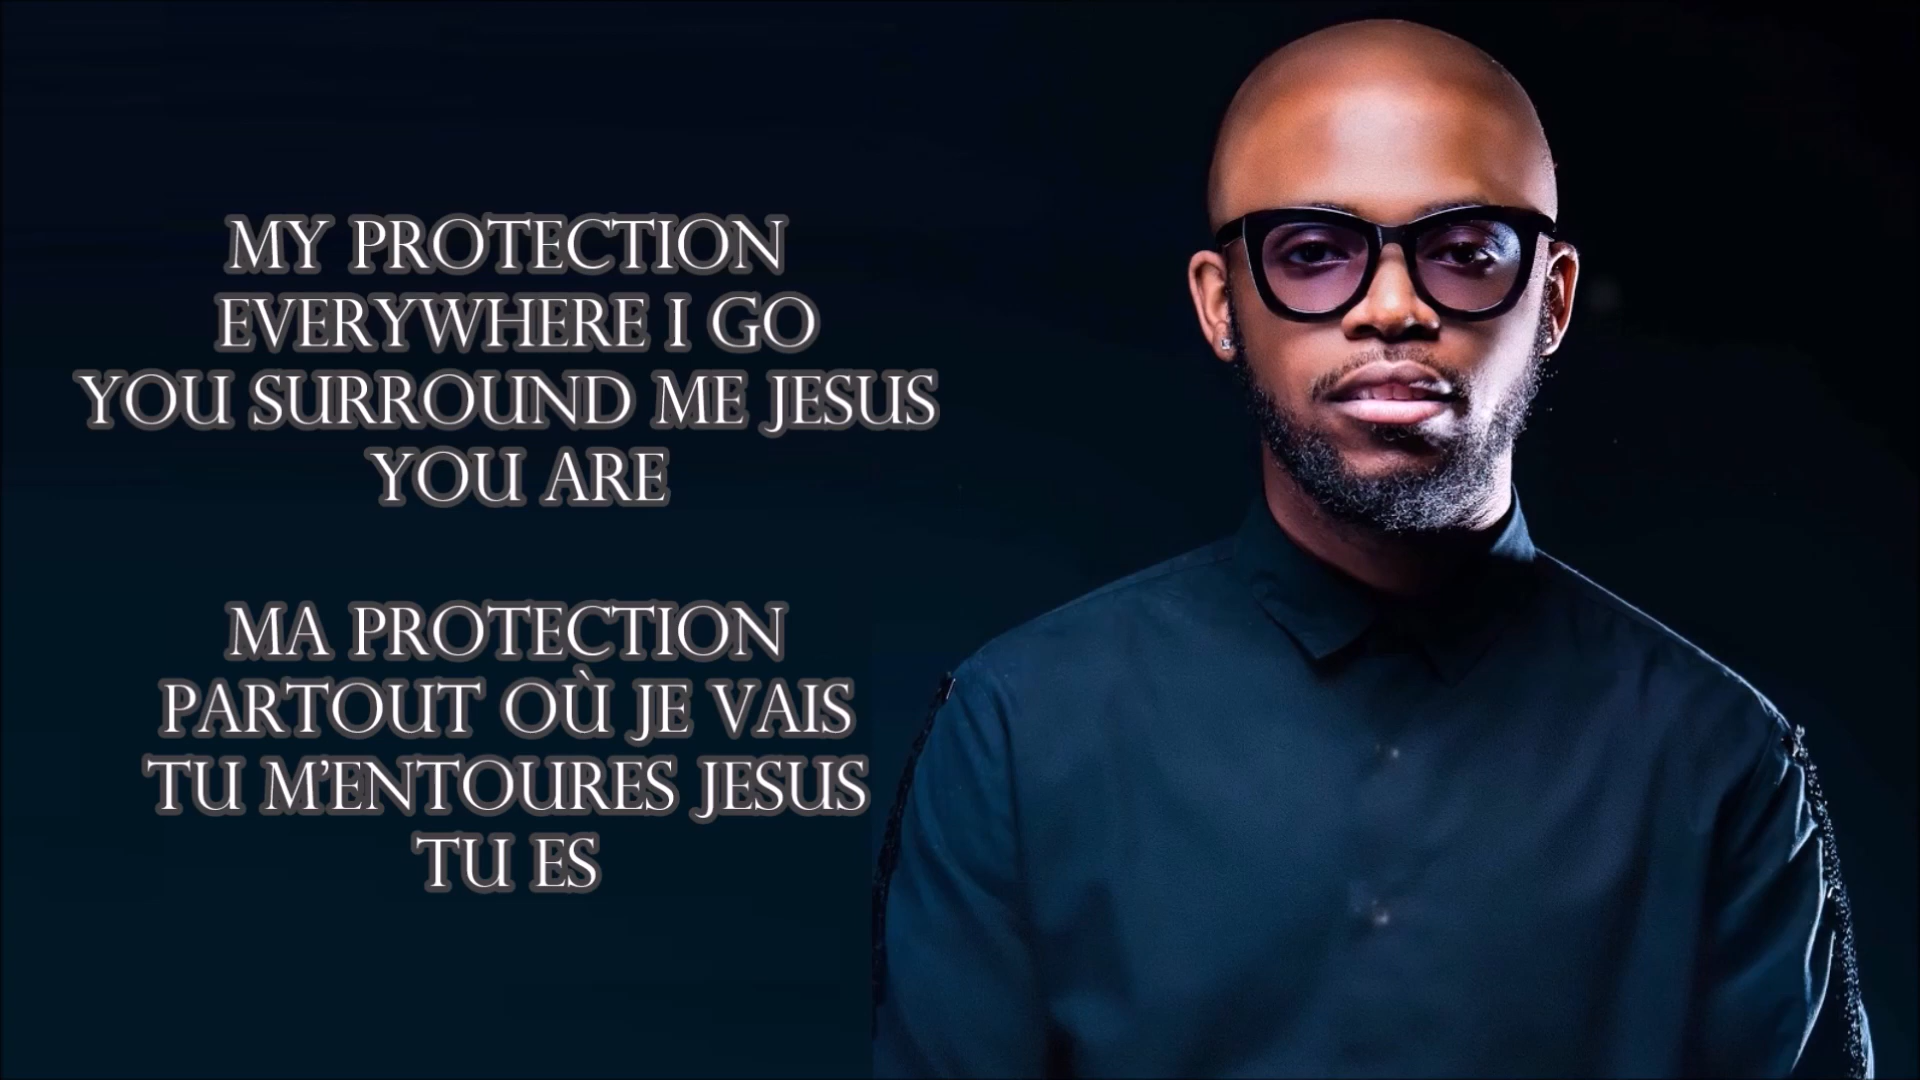 MY PROTECTION
EVERYWHERE I GO
YOU SURROUND ME JESUS
YOU ARE
MA PROTECTION
PARTOUT OÙ JE VAIS
TU M'ENTOURES JESUS
TU ES